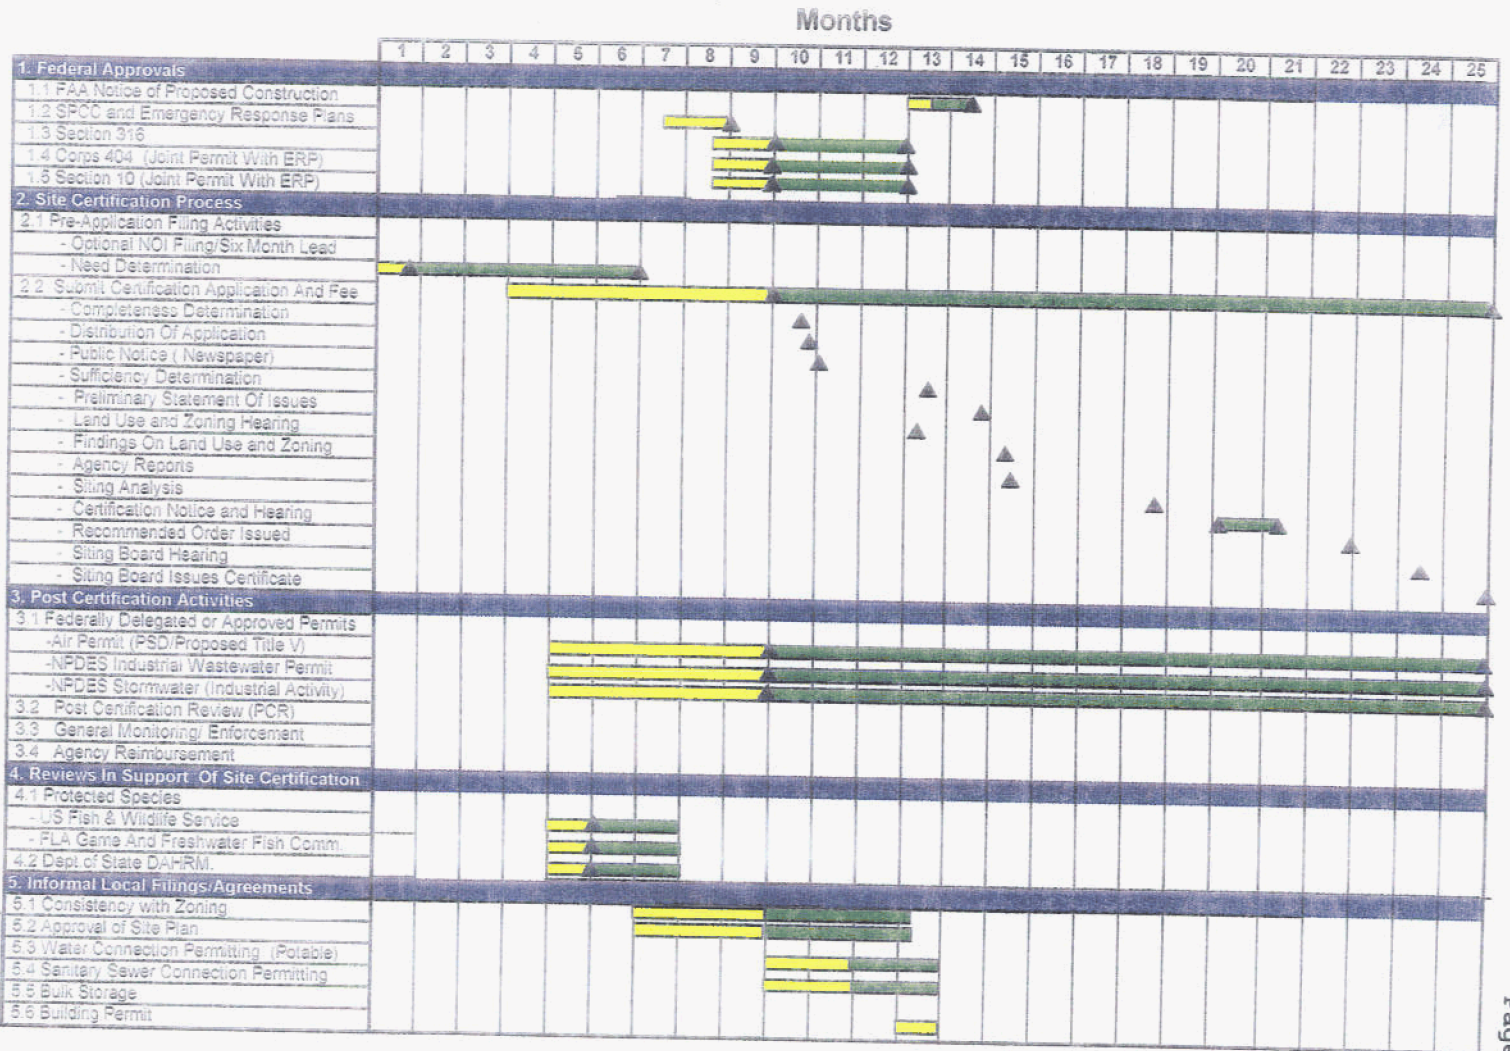 Months
1 2 3 4 5 6 7 8 9 10 11 12 13 14 15 16 17 18 19 20 21 22 23 24 25
1. Federal Approvals
1.1 FAA Notice of Proposed Construction
1.2 SPCC and Emergency Response Plans
1.3 Section 316
1.4 Corps 404 (Joint Permit With ERP)
1.5 Section 10 (Joint Permit With ERP)
2. Site Certification Process
2.1 Pre-Application Filing Activities
- Optional NOI Filing/Six Month Lead
- Need Determination
2.2 Submit Certification Application And Fee
- Completeness Determination
- Distribution Of Application
- Public Notice ( Newspaper)
- Sufficiency Determination
- Preliminary Statement Of Issues
- Land Use and Zoning Hearing
- Findings On Land Use and Zoning
- Agency Reports
- Siting Analysis
- Certification Notice and Hearing
- Recommended Order Issued
- Siting Board Hearing
- Siting Board Issues Certificate
3. Post Certification Activities
3.1 Federally Delegated or Approved Permits
-Air Permit (PSD/Proposed Title V)
-NPDES Industrial Wastewater Permit
-NPDES Stormwater (Industrial Activity)
3.2 Post Certification Review (PCR)
3.3 General Monitoring/ Enforcement
3.4 Agency Reimbursement
4. Reviews In Support Of Site Certification
4.1 Protected Species
- US Fish & Wildlife Service
- FLA Game And Freshwater Fish Comm.
4.2 Dept.of State DAHRM.
5. Informal Local Filings/Agreements
5.1 Consistency with Zoning
5.2 Approval of Site Plan
5.3 Water Connection Permitting (Potable)
5.4 Sanitary Sewer Connection Permitting
5.5 Bulk Storage
5.6 Building Permit